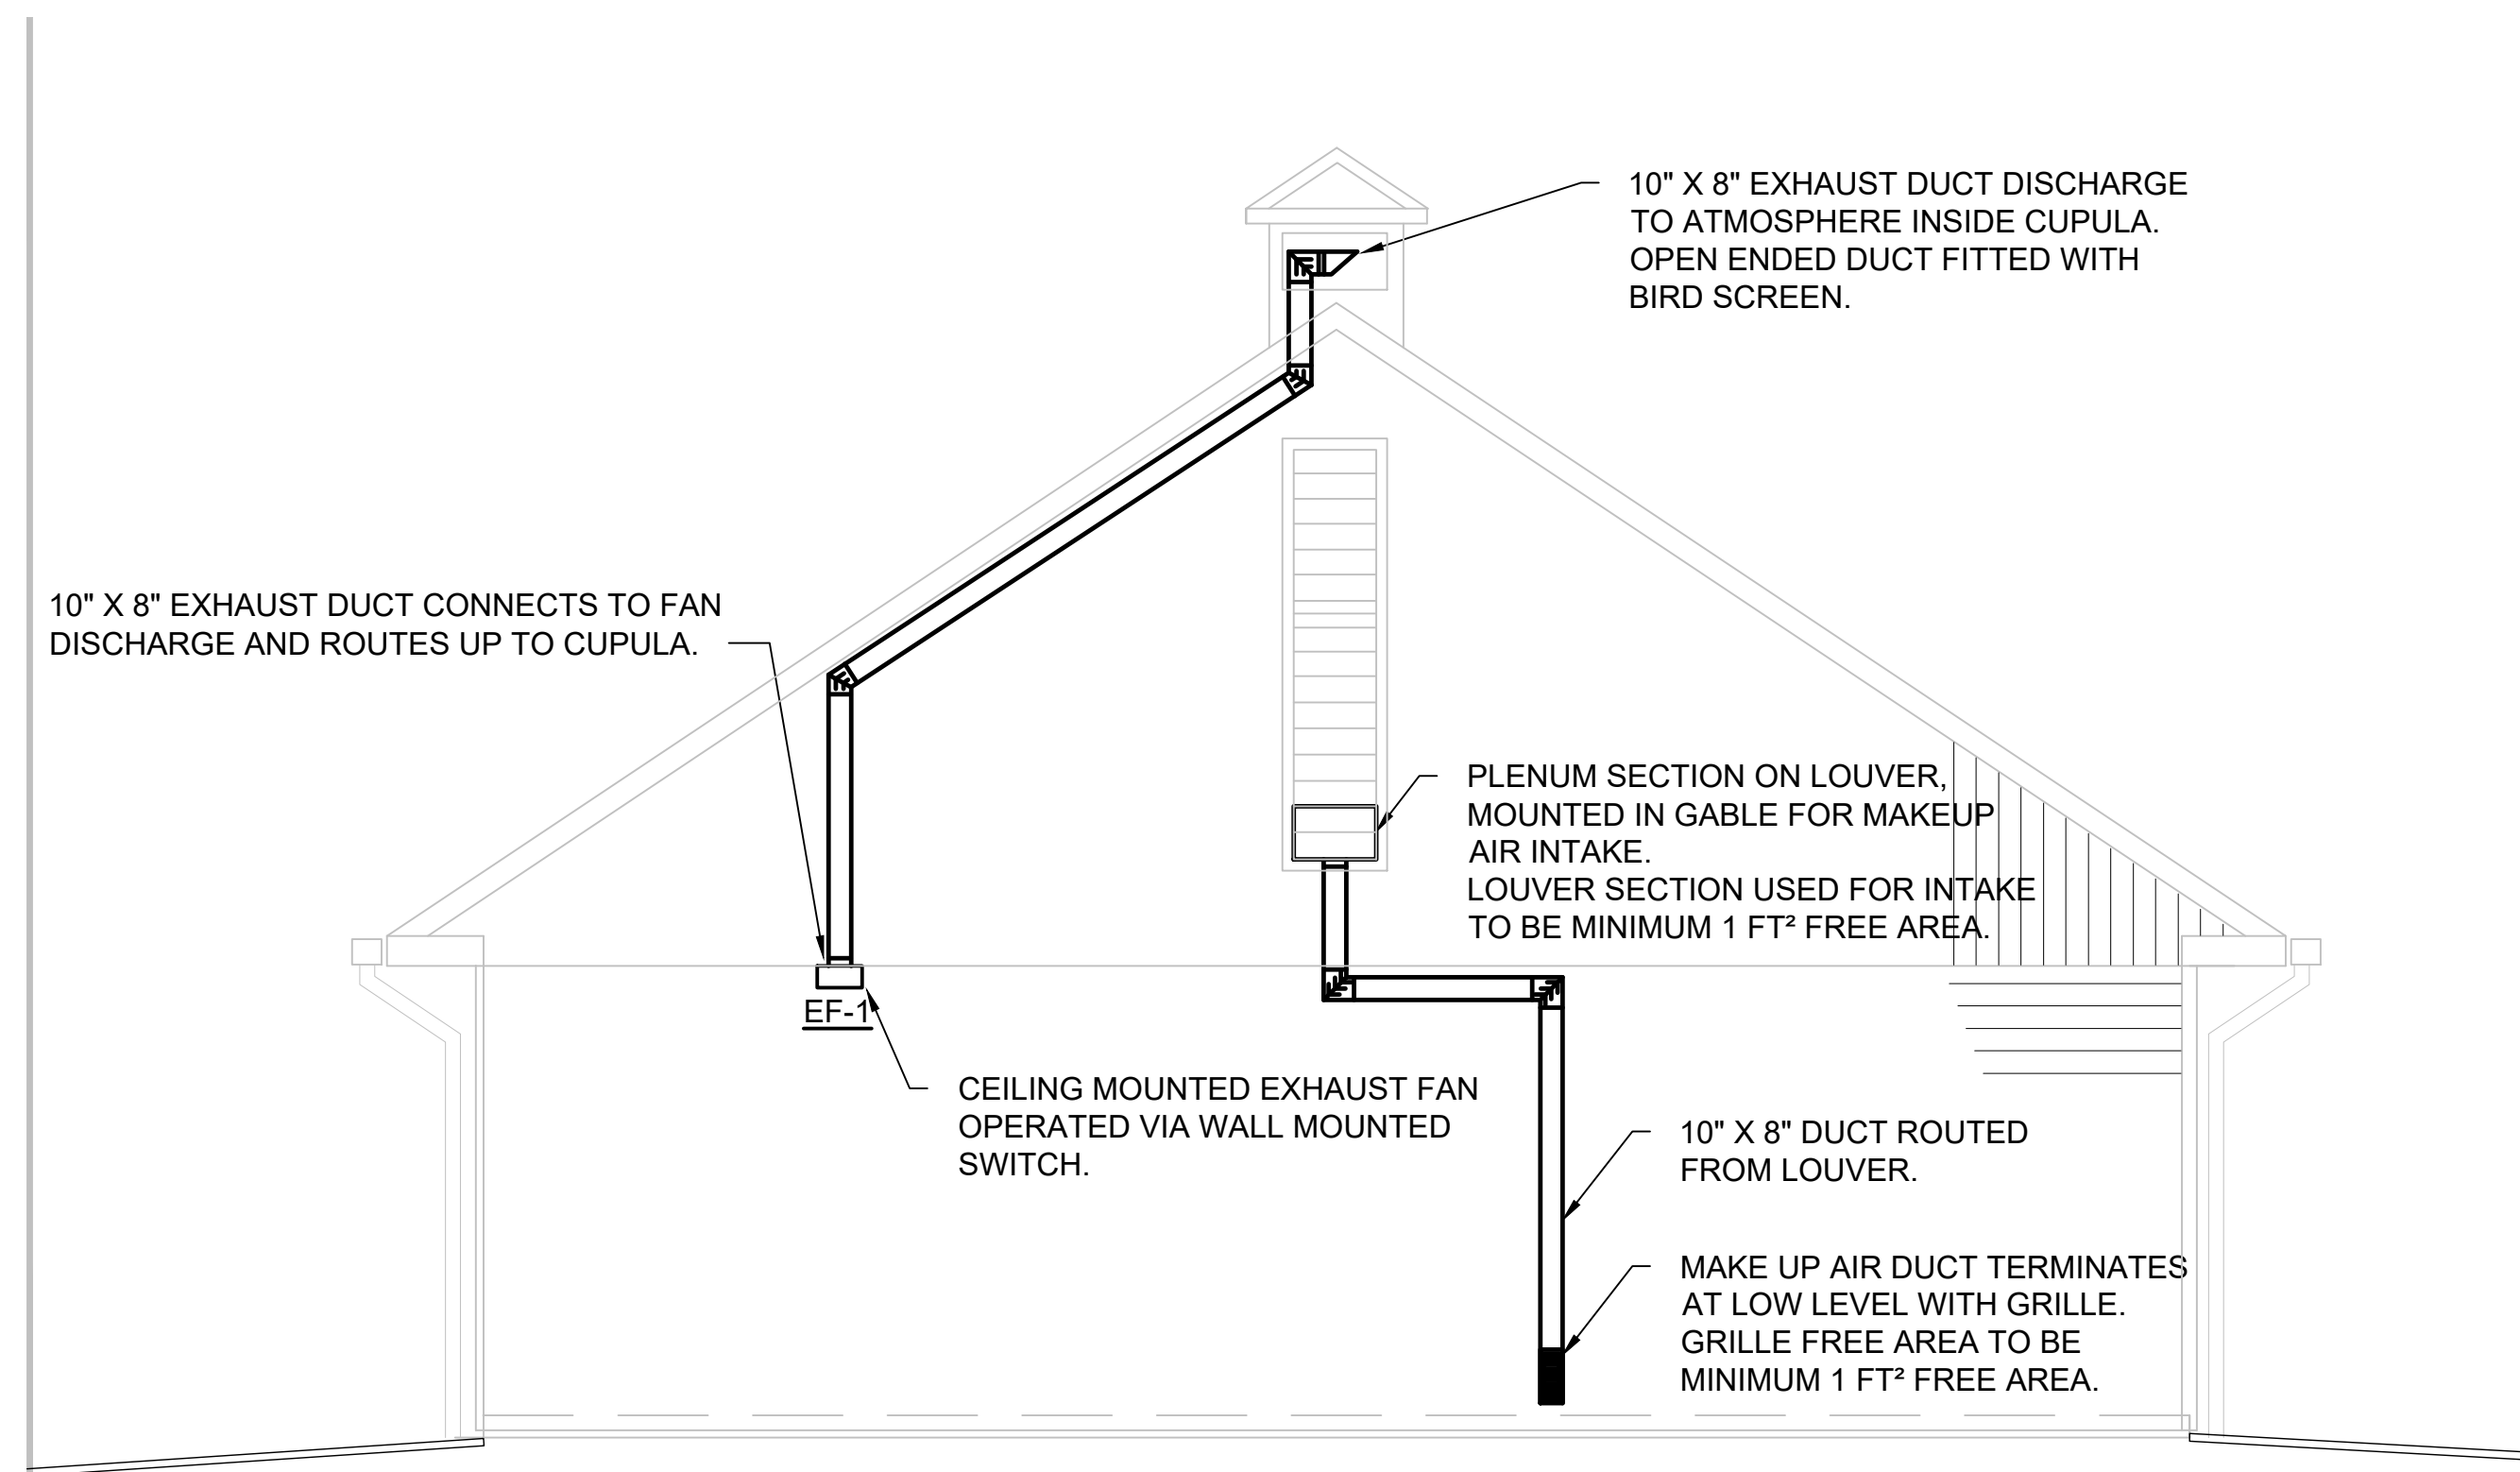 10" X 8" EXHAUST DUCT DISCHARGE
TO ATMOSPHERE INSIDE CUPULA.
OPEN ENDED DUCT FITTED WITH
BIRD SCREEN.
10" X 8" EXHAUST DUCT CONNECTS TO FAN
DISCHARGE AND ROUTES UP TO CUPULA.
PLENUM SECTION ON LOUVER,
MOUNTED IN GABLE FOR MAKEUP
AIR INTAKE.
LOUVER SECTION USED FOR INTAKE
TO BE MINIMUM 1 FT² FREE AREA.
EF-1
CEILING MOUNTED EXHAUST FAN
OPERATED VIA WALL MOUNTED
SWITCH.
10" X 8" DUCT ROUTED
FROM LOUVER.
MAKE UP AIR DUCT TERMINATES
AT LOW LEVEL WITH GRILLE.
GRILLE FREE AREA TO BE
MINIMUM 1 FT² FREE AREA.